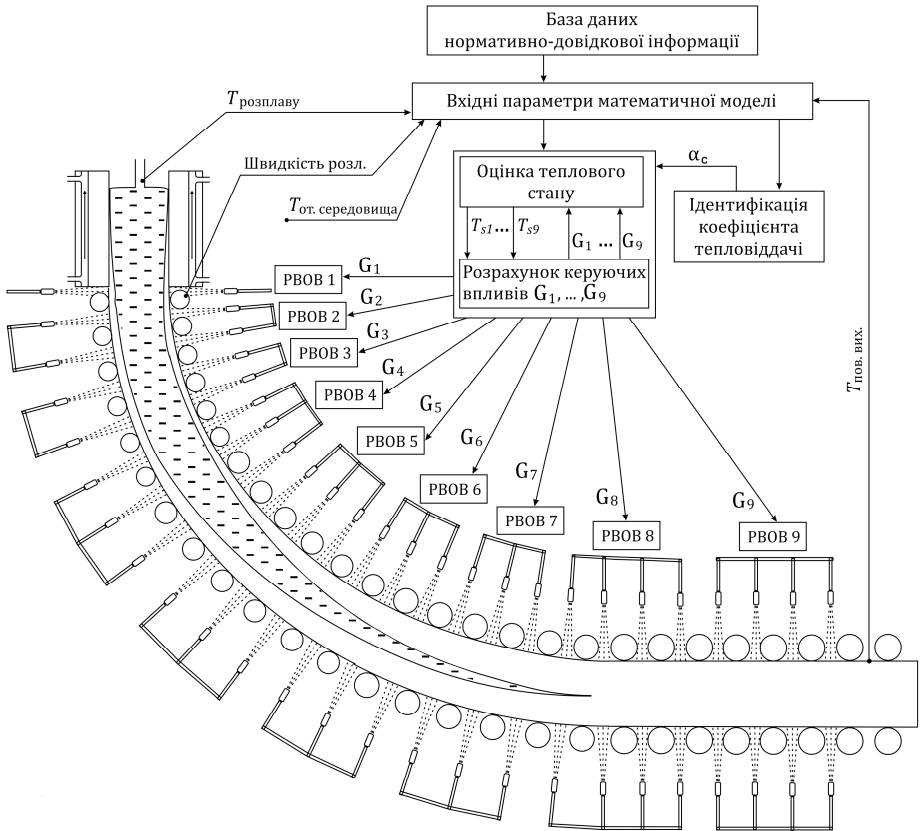 База даних
нормативно-довідкової інформації
Вхідні параметри математичної моделі
T розплаву
Швидкість розл.
Tот. середовища
Оцінка теплового
стапу
αc
Ідентифікація
коефіцієнта
тепловіддачі
Ts1... Ts9 G1 ... G9
Розрахунок керуючих
впливів G1, ... ,G9
Tпов. вих.
РВОВ 1 G1
РВОВ 2 G2
РВОВ 3 G3
РВОВ 4 G4
РВОВ 5 G5
РВОВ 6 G6
РВОВ 7 G7
РВОВ 8 G8
РВОВ 9 G9